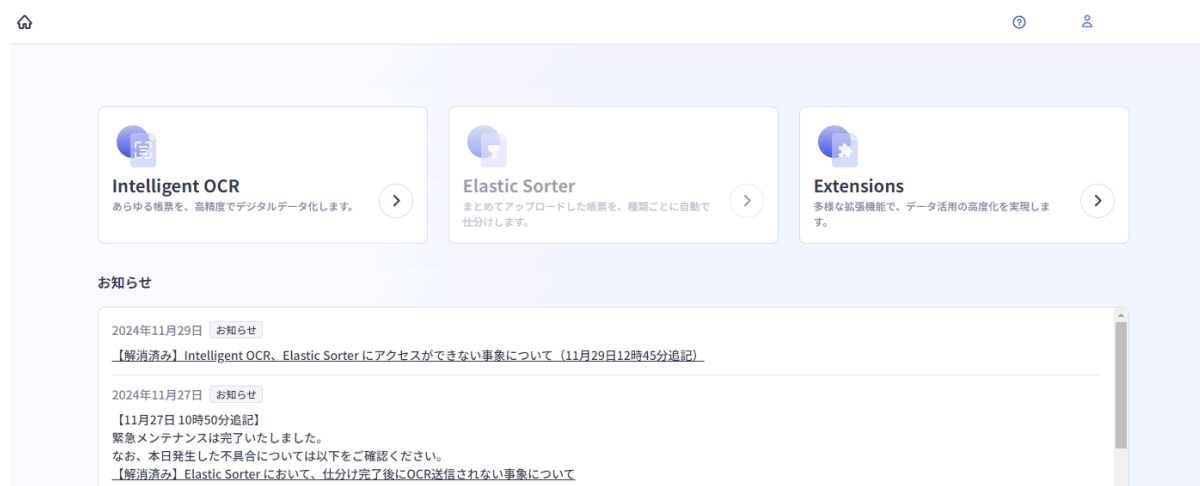 Intelligent OCR
あらゆる帳票を、高精度でデジタルデータ化します。
Elastic Sorter
まとめてアップロードした帳票を、種類ごとに自動で
仕分けします。
Extensions
多様な拡張機能で、データ活用の高度化を実現しま
す。
お知らせ
2024年11月29日 お知らせ
【解消済み】Intelligent OCR、Elastic Sorter にアクセスができない事象について（11月29日12時45分追記）
2024年11月27日 お知らせ
【11月27日 10時50分追記】
緊急メンテナンスは完了いたしました。
なお、本日発生した不具合については以下をご確認ください。
【解消済み】Elastic Sorter において、仕分け完了後にOCR送信されない事象について